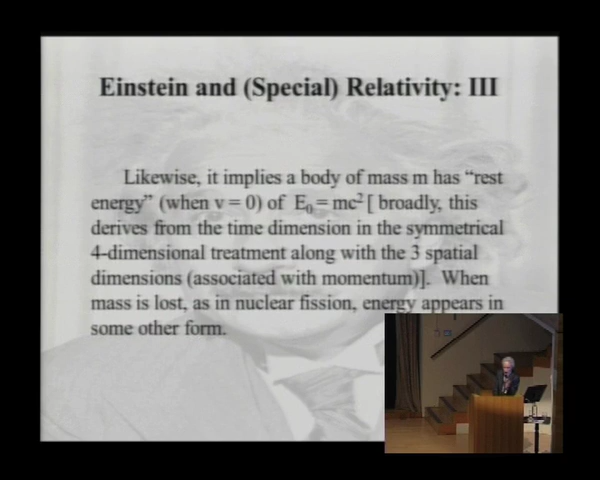 Einstein and (Special) Relativity: III
Likewise, it implies a body of mass m has “rest
energy” (when v = 0) of E₀ = mc² [ broadly, this
derives from the time dimension in the symmetrical
4-dimensional treatment along with the 3 spatial
dimensions (associated with momentum)]. When
mass is lost, as in nuclear fission, energy appears in
some other form.